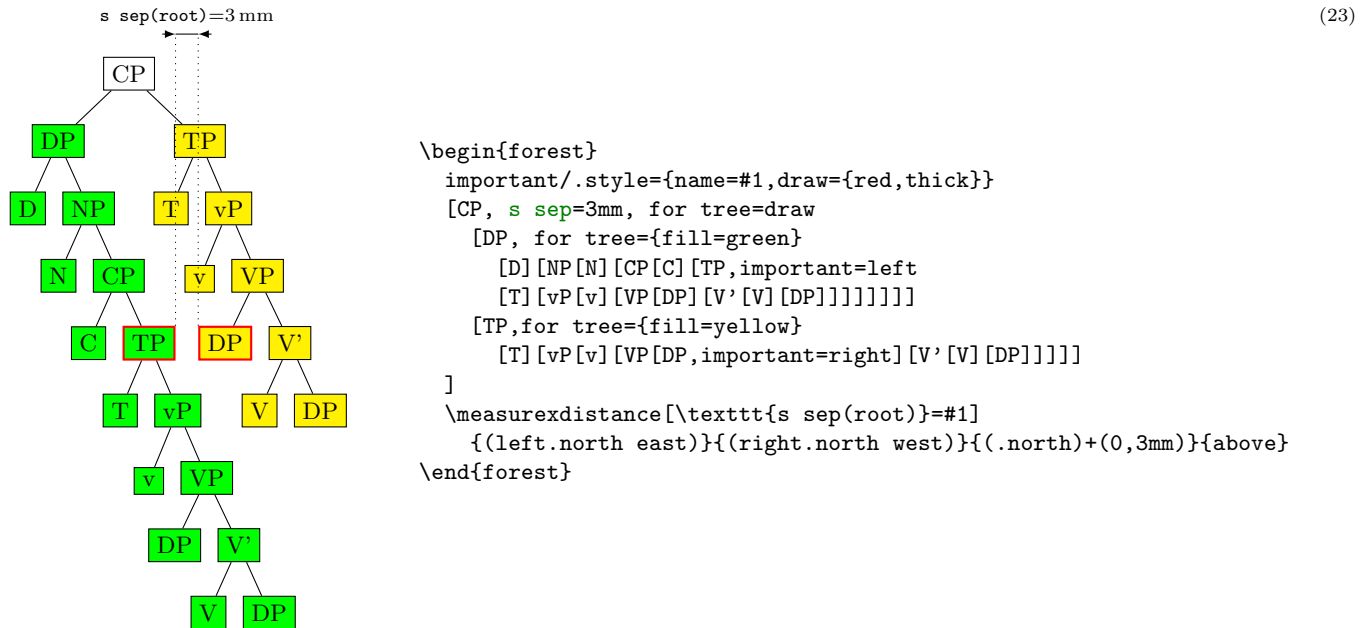 s sep(root)=3 mm
(23)
CP
DP TP
D NP T vP
N CP v VP
C TP DP V'
T vP V DP
v VP
DP V'
V DP
\begin{forest}
important/.style={name=#1,draw={red,thick}}
[CP, s sep=3mm, for tree=draw
[DP, for tree={fill=green}
[D][NP[N][CP[C][TP,important=left
[T][vP[v][VP[DP][V'[V][DP]]]]]]]]
[TP,for tree={fill=yellow}
[T][vP[v][VP[DP,important=right][V'[V][DP]]]]]
]
\measurexdistance[\texttt{s sep(root)}=#1]
{(left.north east)}{(right.north west)}{(.north)+(0,3mm)}{above}
\end{forest}